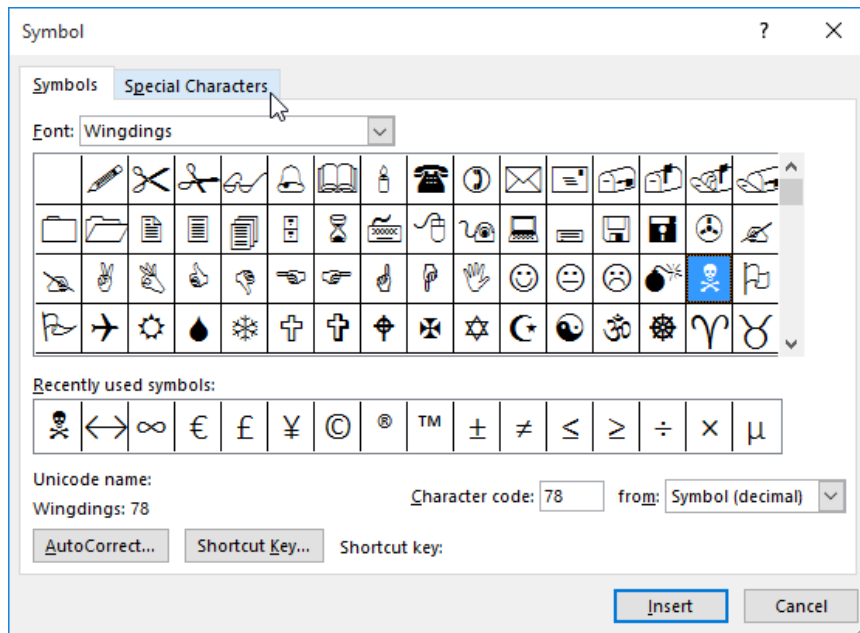 Symbol
Symbols Special Characters
Font: Wingdings
Recently used symbols:
∞ € £ ¥ © ® ™ ± ≠ ≤ ≥ ÷ × µ
Unicode name:
Wingdings: 78
Character code: 78 from: Symbol (decimal)
AutoCorrect... Shortcut Key... Shortcut key:
Insert Cancel